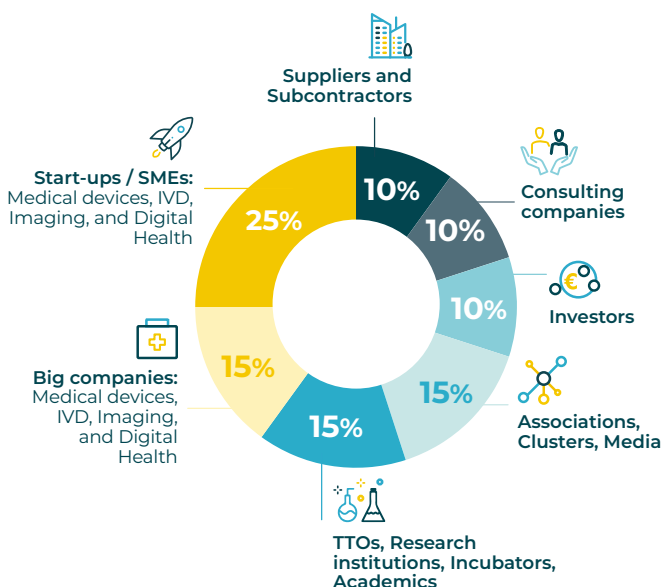 Suppliers and
Subcontractors
10%
Consulting
companies
10%
€
Investors
10%
Associations,
Clusters, Media
15%
TTOs, Research
institutions, Incubators,
Academics
15%
Big companies:
Medical devices,
IVD, Imaging,
and Digital
Health
15%
Start-ups / SMEs:
Medical devices, IVD,
Imaging, and Digital
Health
25%